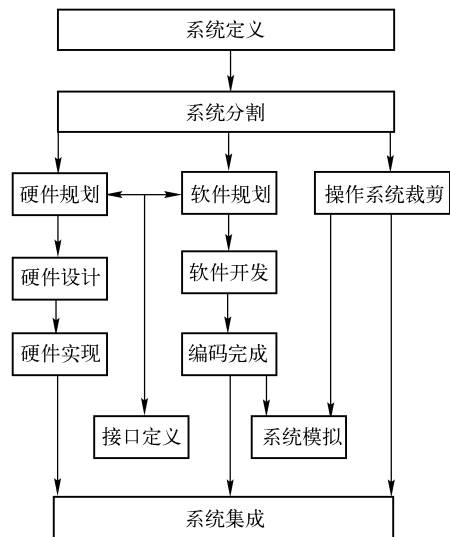 系统定义
系统分割
硬件规划
软件规划
操作系统裁剪
硬件设计
软件开发
硬件实现
编码完成
接口定义
系统模拟
系统集成